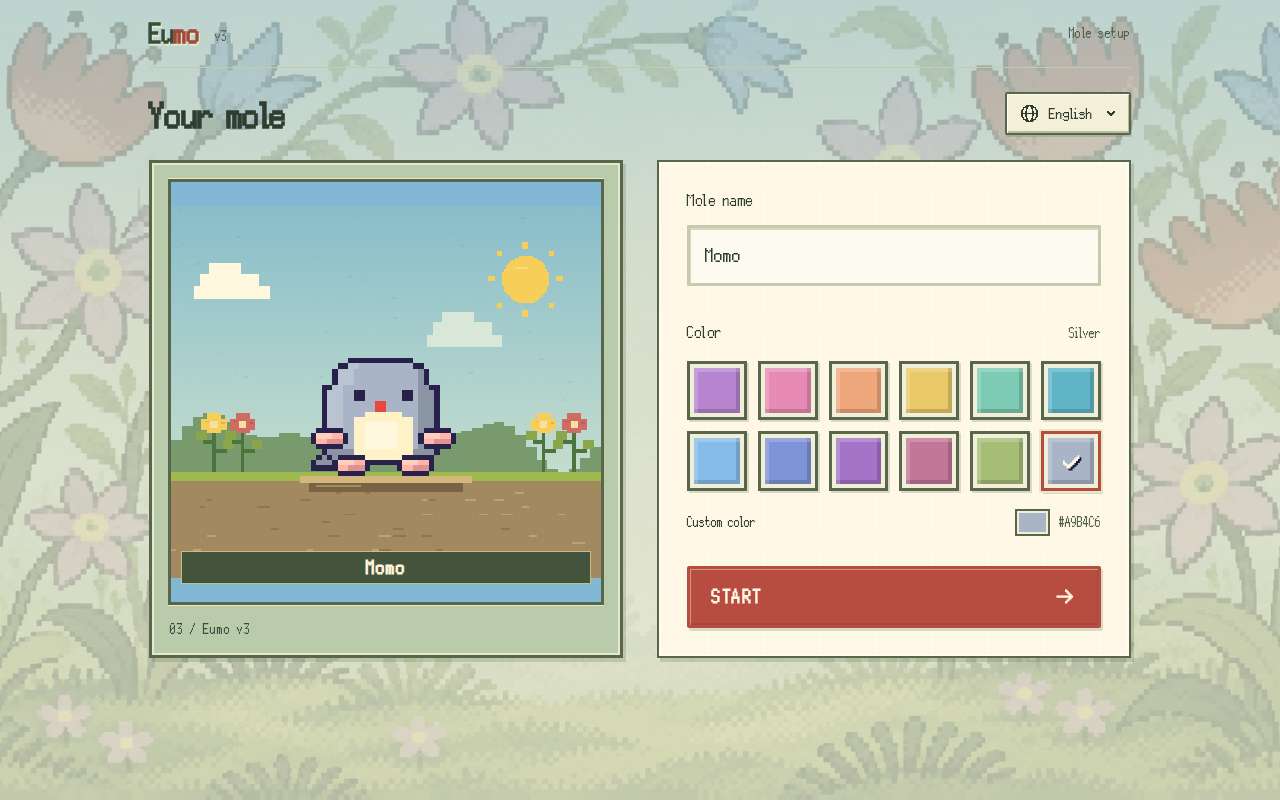 Eumo v3
Mole setup
Your mole
English
Mole name
Momo
Color
Silver
Custom color
#A9B4C6
START
Momo
03 / Eumo v3